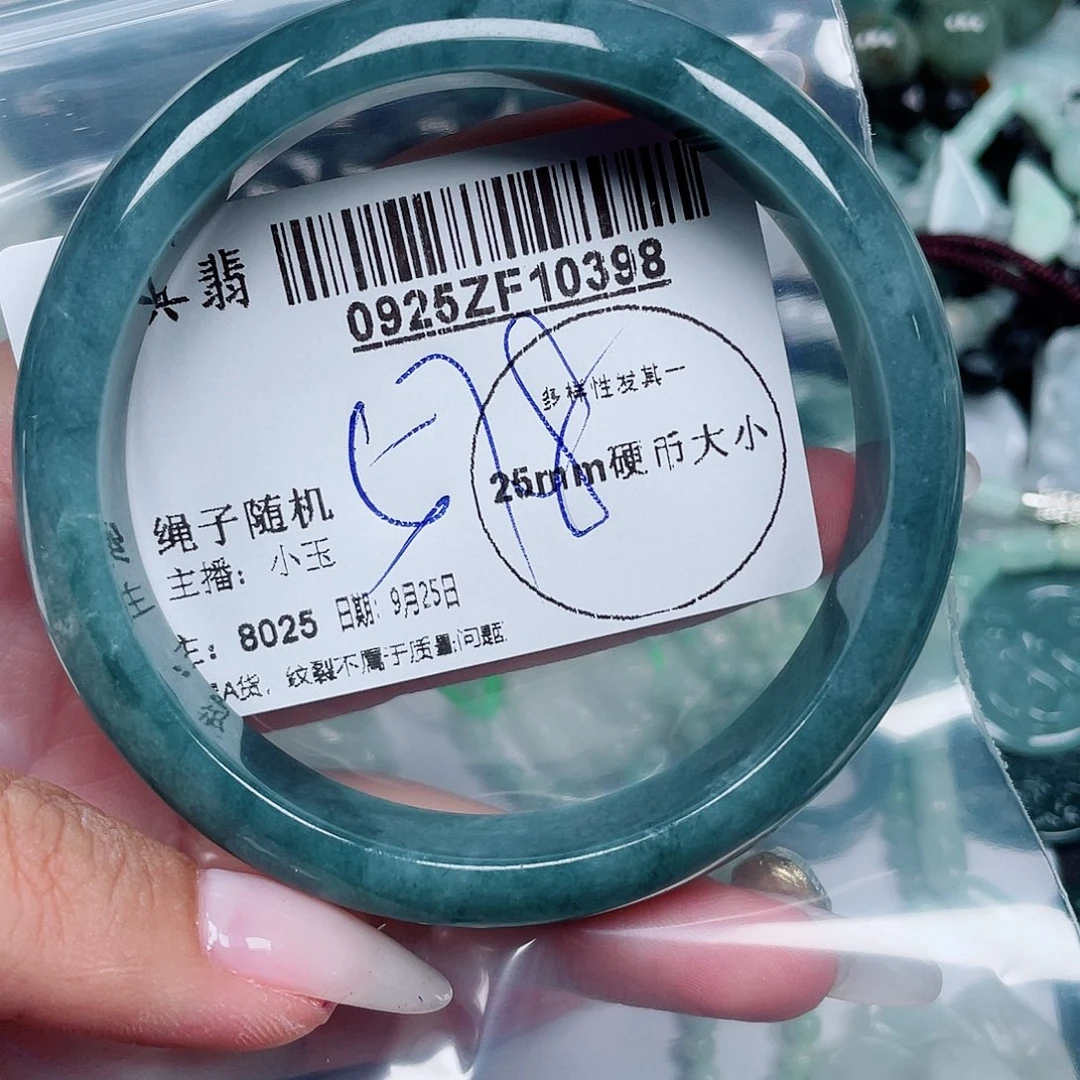 翡
0925ZF10398
多样性发其一
25mm硬币大小
58
绳子随机
主播: 小玉
主: 8025 日期: 9月25日
A货, 纹裂不属于质量问题